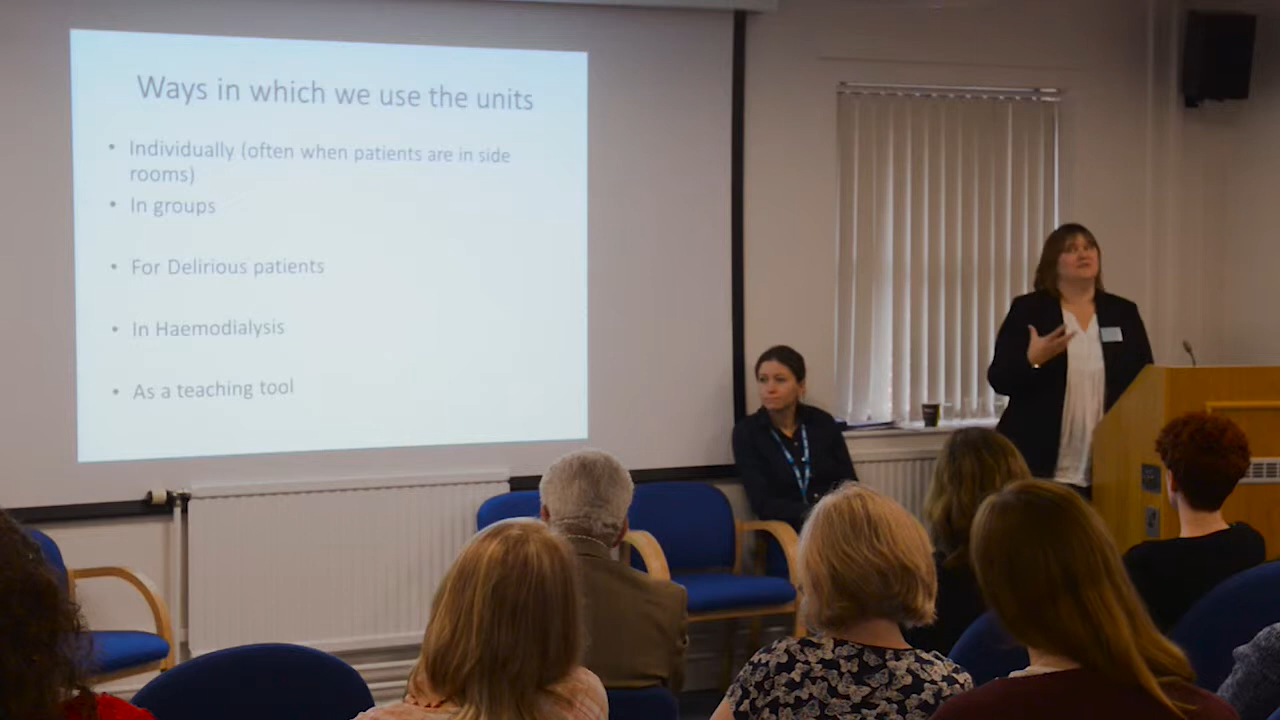 Ways in which we use the units
• Individually (often when patients are in side
rooms)
• In groups
• For Delirious patients
• In Haemodialysis
• As a teaching tool